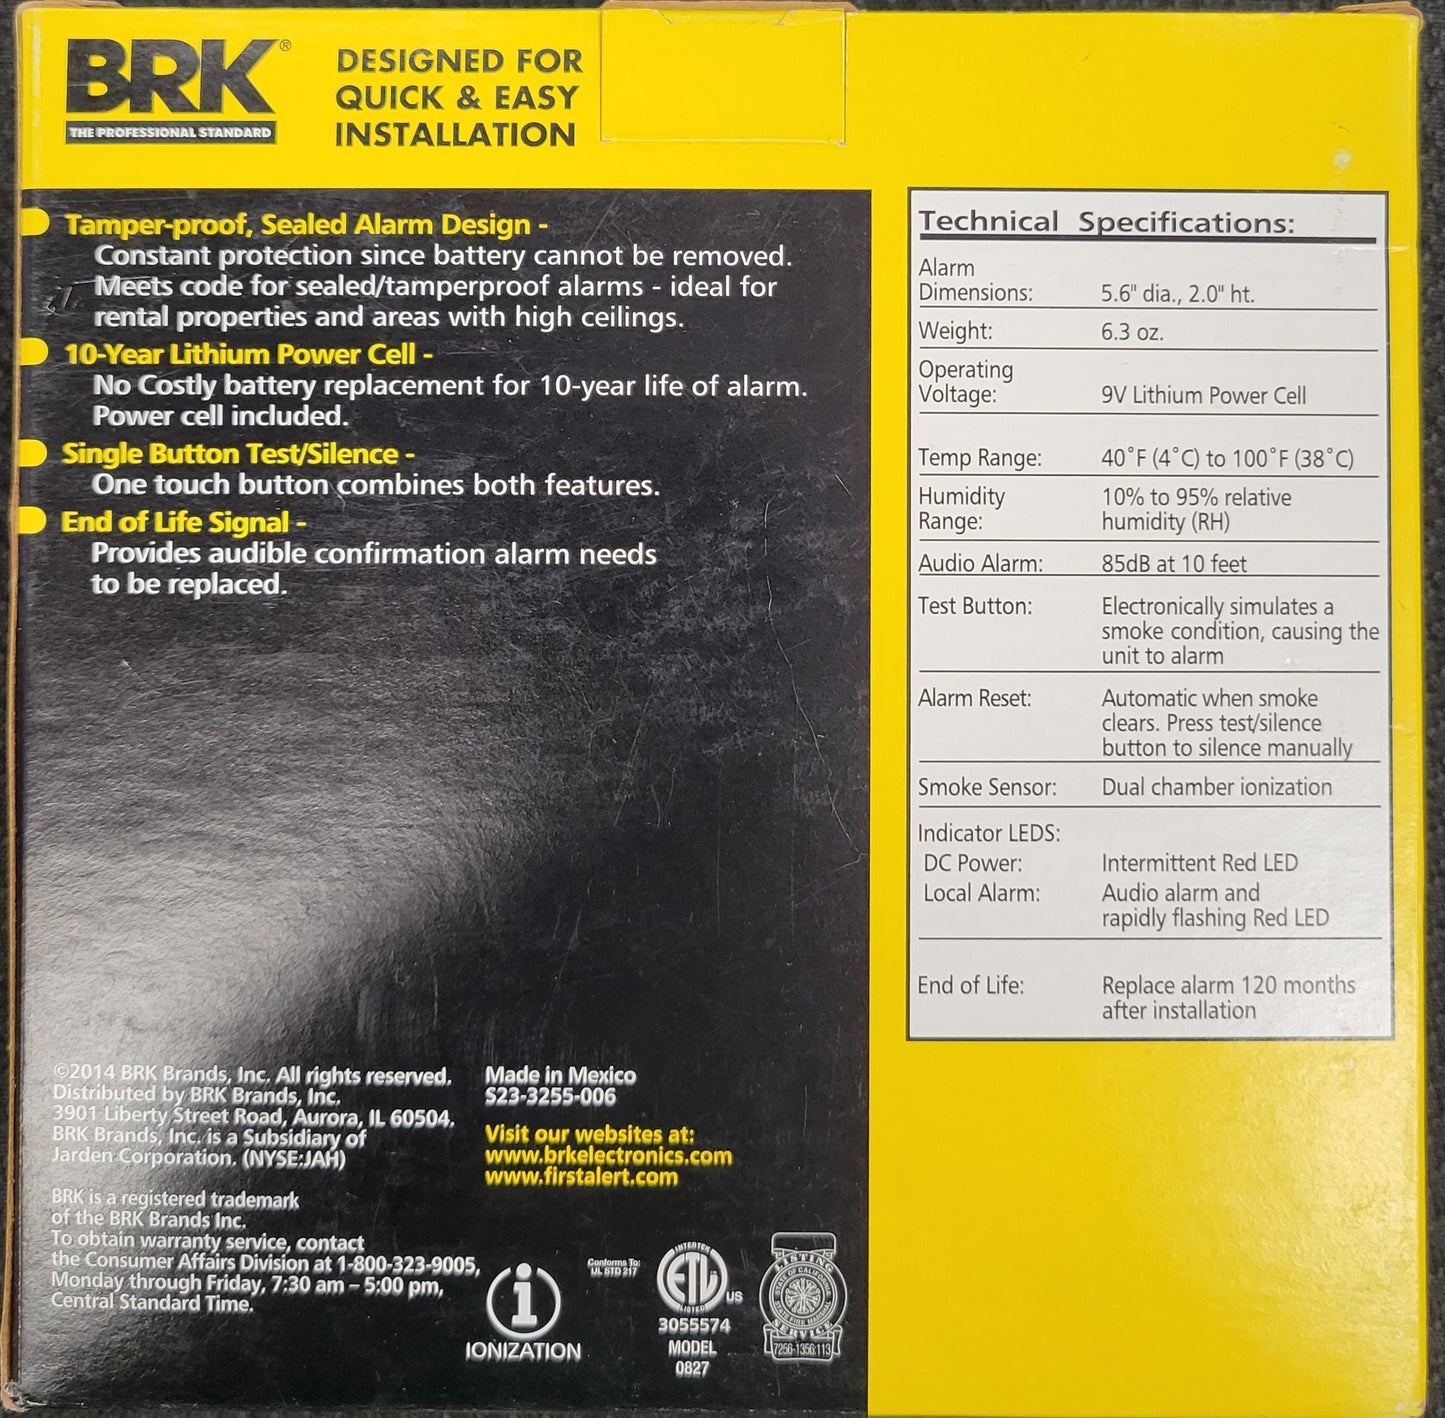 BRK®
THE PROFESSIONAL STANDARD
DESIGNED FOR
QUICK & EASY
INSTALLATION
Tamper-proof, Sealed Alarm Design -
Constant protection since battery cannot be removed.
Meets code for sealed/tamperproof alarms - ideal for
rental properties and areas with high ceilings.
10-Year Lithium Power Cell -
No Costly battery replacement for 10-year life of alarm.
Power cell included.
Single Button Test/Silence -
One touch button combines both features.
End of Life Signal -
Provides audible confirmation alarm needs
to be replaced.
©2014 BRK Brands, Inc. All rights reserved.
Distributed by BRK Brands, Inc.
3901 Liberty Street Road, Aurora, IL 60504.
BRK Brands, Inc. is a Subsidiary of
Jarden Corporation. (NYSE:JAH)
BRK is a registered trademark
of the BRK Brands Inc.
To obtain warranty service, contact
the Consumer Affairs Division at 1-800-323-9005,
Monday through Friday, 7:30 am – 5:00 pm,
Central Standard Time.
Made in Mexico
S23-3255-006
Visit our websites at:
www.brkelectronics.com
www.firstalert.com
i
IONIZATION
Conforms To:
UL STD 217
INTERTEK
ETL
LISTED
US
3055574
MODEL
0827
LISTING
STATE OF CALIFORNIA
STATE FIRE MARSHAL
SERVICE
7256-1356:113
Technical Specifications:
Alarm
Dimensions: 5.6" dia., 2.0" ht.
Weight: 6.3 oz.
Operating
Voltage: 9V Lithium Power Cell
Temp Range: 40°F (4°C) to 100°F (38°C)
Humidity 10% to 95% relative
Range: humidity (RH)
Audio Alarm: 85dB at 10 feet
Test Button: Electronically simulates a
smoke condition, causing the
unit to alarm
Alarm Reset: Automatic when smoke
clears. Press test/silence
button to silence manually
Smoke Sensor: Dual chamber ionization
Indicator LEDS:
DC Power: Intermittent Red LED
Local Alarm: Audio alarm and
rapidly flashing Red LED
End of Life: Replace alarm 120 months
after installation